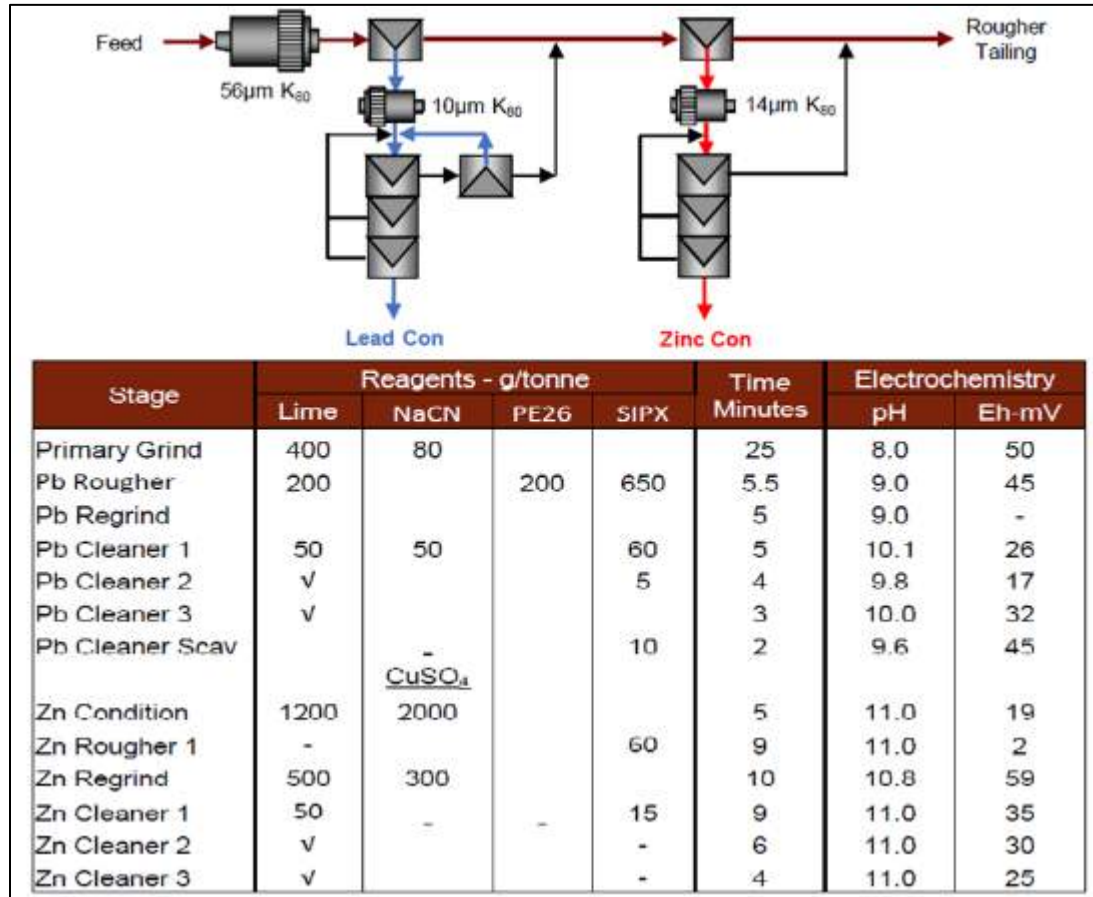 Feed
Rougher
Tailing
56µm K80
10µm K80
14µm K80
Lead Con
Zinc Con
Stage Reagents - g/tonne Time Minutes Electrochemistry
Lime NaCN PE26 SIPX pH Eh-mV
Primary Grind 400 80 25 8.0 50
Pb Rougher 200 200 650 5.5 9.0 45
Pb Regrind 5 9.0 -
Pb Cleaner 1 50 50 60 5 10.1 26
Pb Cleaner 2 √ 5 4 9.8 17
Pb Cleaner 3 √ 3 10.0 32
Pb Cleaner Scav - 10 2 9.6 45
CuSO4
Zn Condition 1200 2000 5 11.0 19
Zn Rougher 1 - 60 9 11.0 2
Zn Regrind 500 300 10 10.8 59
Zn Cleaner 1 50 - - 15 9 11.0 35
Zn Cleaner 2 √ - 6 11.0 30
Zn Cleaner 3 √ - 4 11.0 25